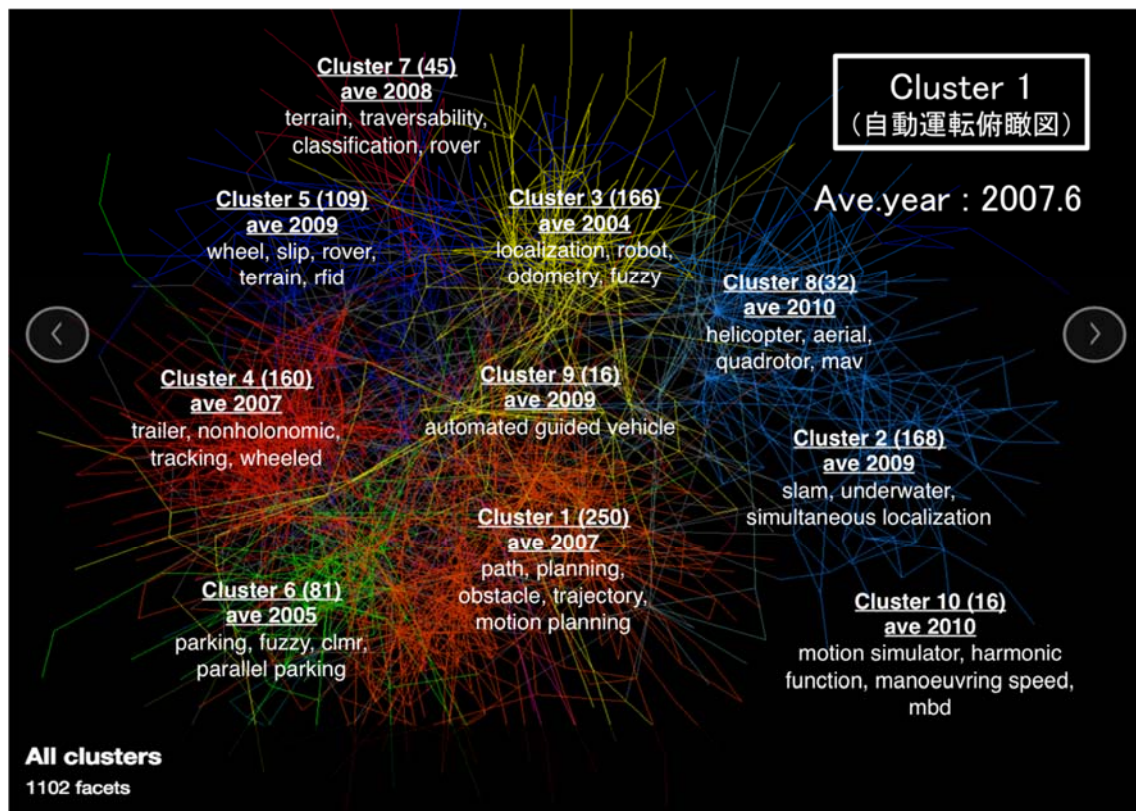 Cluster 7 (45)
ave 2008
terrain, traversability,
classification, rover
Cluster 1
(自動運転俯瞰図)
Ave.year : 2007.6
Cluster 5 (109)
ave 2009
wheel, slip, rover,
terrain, rfid
Cluster 3 (166)
ave 2004
localization, robot,
odometry, fuzzy
Cluster 8(32)
ave 2010
helicopter, aerial,
quadrotor, mav
Cluster 4 (160)
ave 2007
trailer, nonholonomic,
tracking, wheeled
Cluster 9 (16)
ave 2009
automated guided vehicle
Cluster 2 (168)
ave 2009
slam, underwater,
simultaneous localization
Cluster 1 (250)
ave 2007
path, planning,
obstacle, trajectory,
motion planning
Cluster 6 (81)
ave 2005
parking, fuzzy, clmr,
parallel parking
Cluster 10 (16)
ave 2010
motion simulator, harmonic
function, manoeuvring speed,
mbd
All clusters
1102 facets